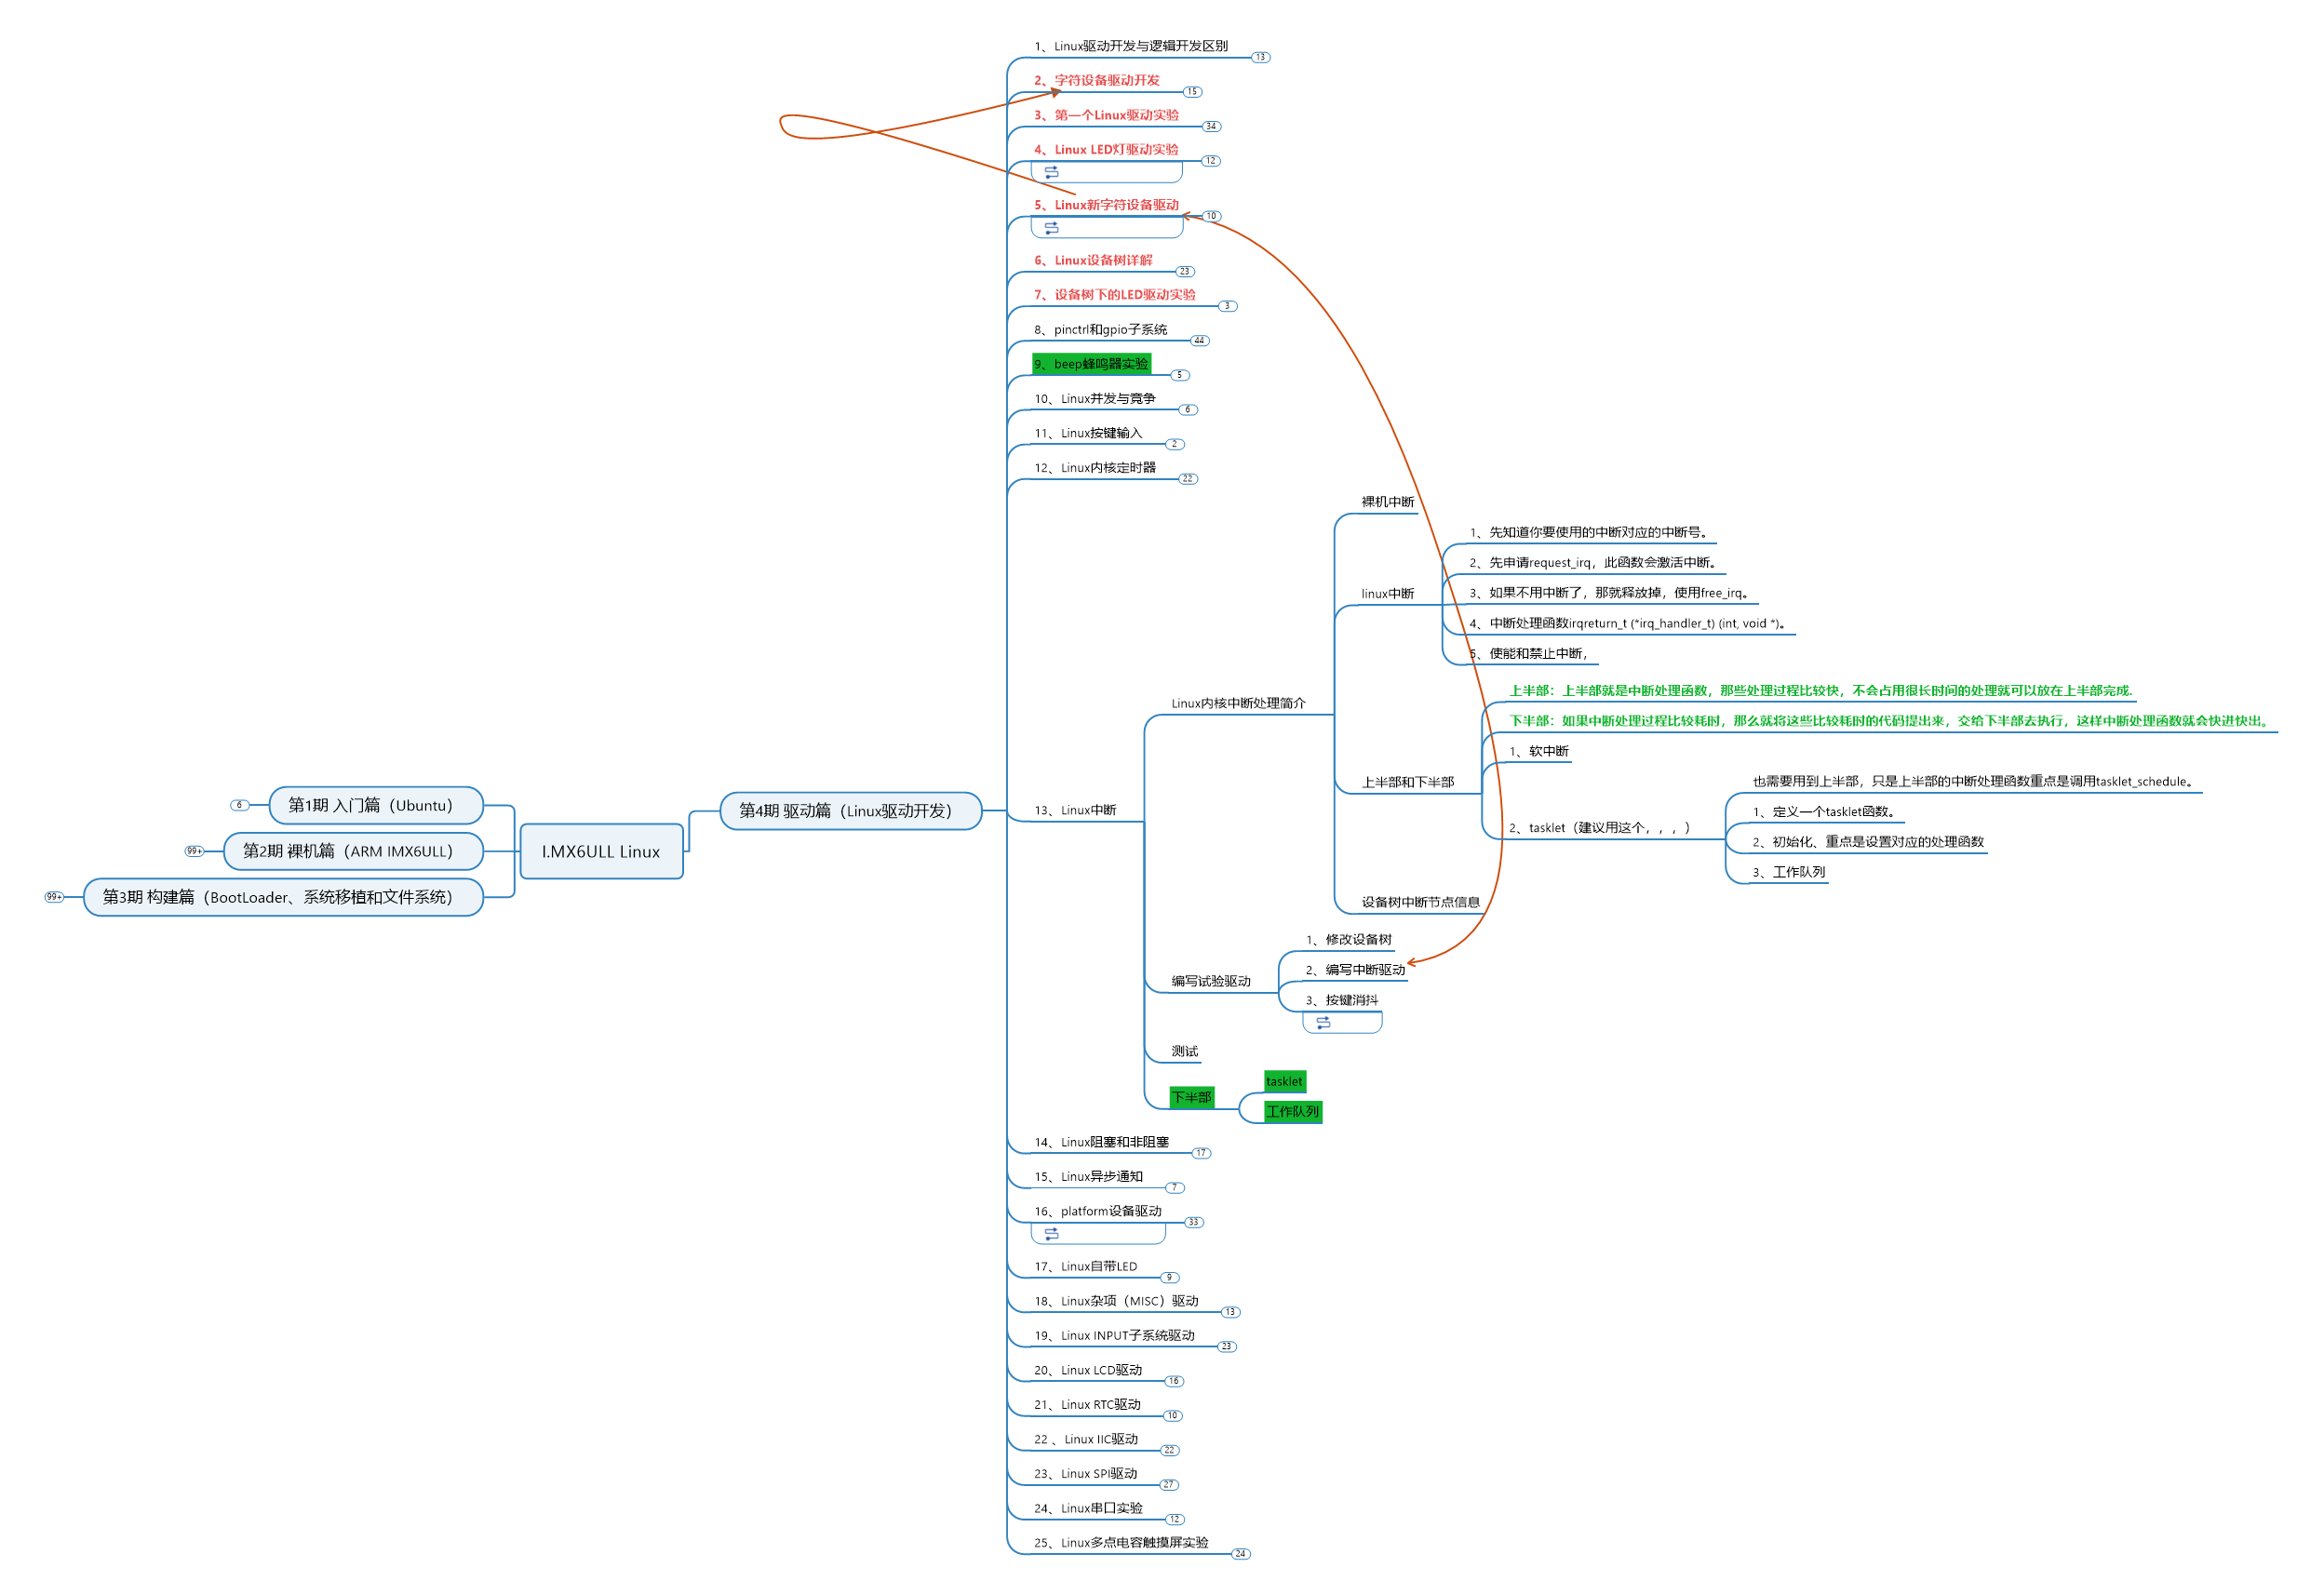 I.MX6ULL Linux
第1期 入门篇（Ubuntu）
6
第2期 裸机篇（ARM IMX6ULL）
99+
第3期 构建篇（BootLoader、系统移植和文件系统）
99+
第4期 驱动篇（Linux驱动开发）
1、Linux驱动开发与逻辑开发区别
13
2、字符设备驱动开发
15
3、第一个Linux驱动实验
34
4、Linux LED灯驱动实验
12
5、Linux新字符设备驱动
10
6、Linux设备树详解
23
7、设备树下的LED驱动实验
3
8、pinctrl和gpio子系统
44
9、beep蜂鸣器实验
5
10、Linux并发与竞争
6
11、Linux按键输入
2
12、Linux内核定时器
22
13、Linux中断
Linux内核中断处理简介
裸机中断
linux中断
1、先知道你要使用的中断对应的中断号。
2、先申请request_irq，此函数会激活中断。
3、如果不用中断了，那就释放掉，使用free_irq。
4、中断处理函数irqreturn_t (*irq_handler_t) (int, void *)。
5、使能和禁止中断，
上半部和下半部
上半部：上半部就是中断处理函数，那些处理过程比较快，不会占用很长时间的处理就可以放在上半部完成.
下半部：如果中断处理过程比较耗时，那么就将这些比较耗时的代码提出来，交给下半部去执行，这样中断处理函数就会快进快出。
1、软中断
2、tasklet（建议用这个，，，）
也需要用到上半部，只是上半部的中断处理函数重点是调用tasklet_schedule。
1、定义一个tasklet函数。
2、初始化、重点是设置对应的处理函数
3、工作队列
设备树中断节点信息
编写试验驱动
1、修改设备树
2、编写中断驱动
3、按键消抖
测试
下半部
tasklet
工作队列
14、Linux阻塞和非阻塞
17
15、Linux异步通知
7
16、platform设备驱动
33
17、Linux自带LED
9
18、Linux杂项（MISC）驱动
13
19、Linux INPUT子系统驱动
23
20、Linux LCD驱动
16
21、Linux RTC驱动
10
22 、Linux IIC驱动
22
23、Linux SPI驱动
27
24、Linux串口实验
12
25、Linux多点电容触摸屏实验
24